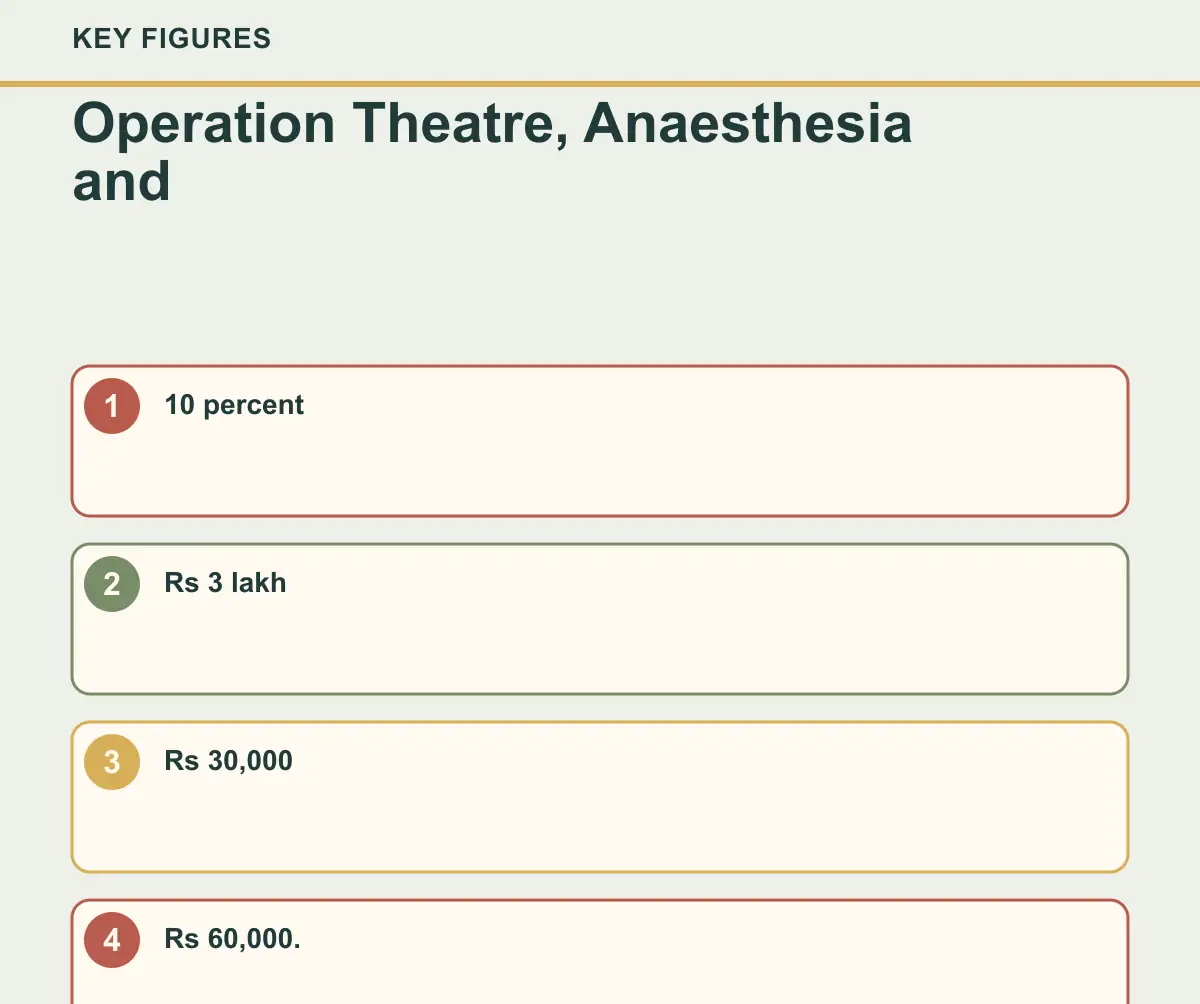 KEY FIGURES
Operation Theatre, Anaesthesia
and
1 10 percent
2 Rs 3 lakh
3 Rs 30,000
4 Rs 60,000.